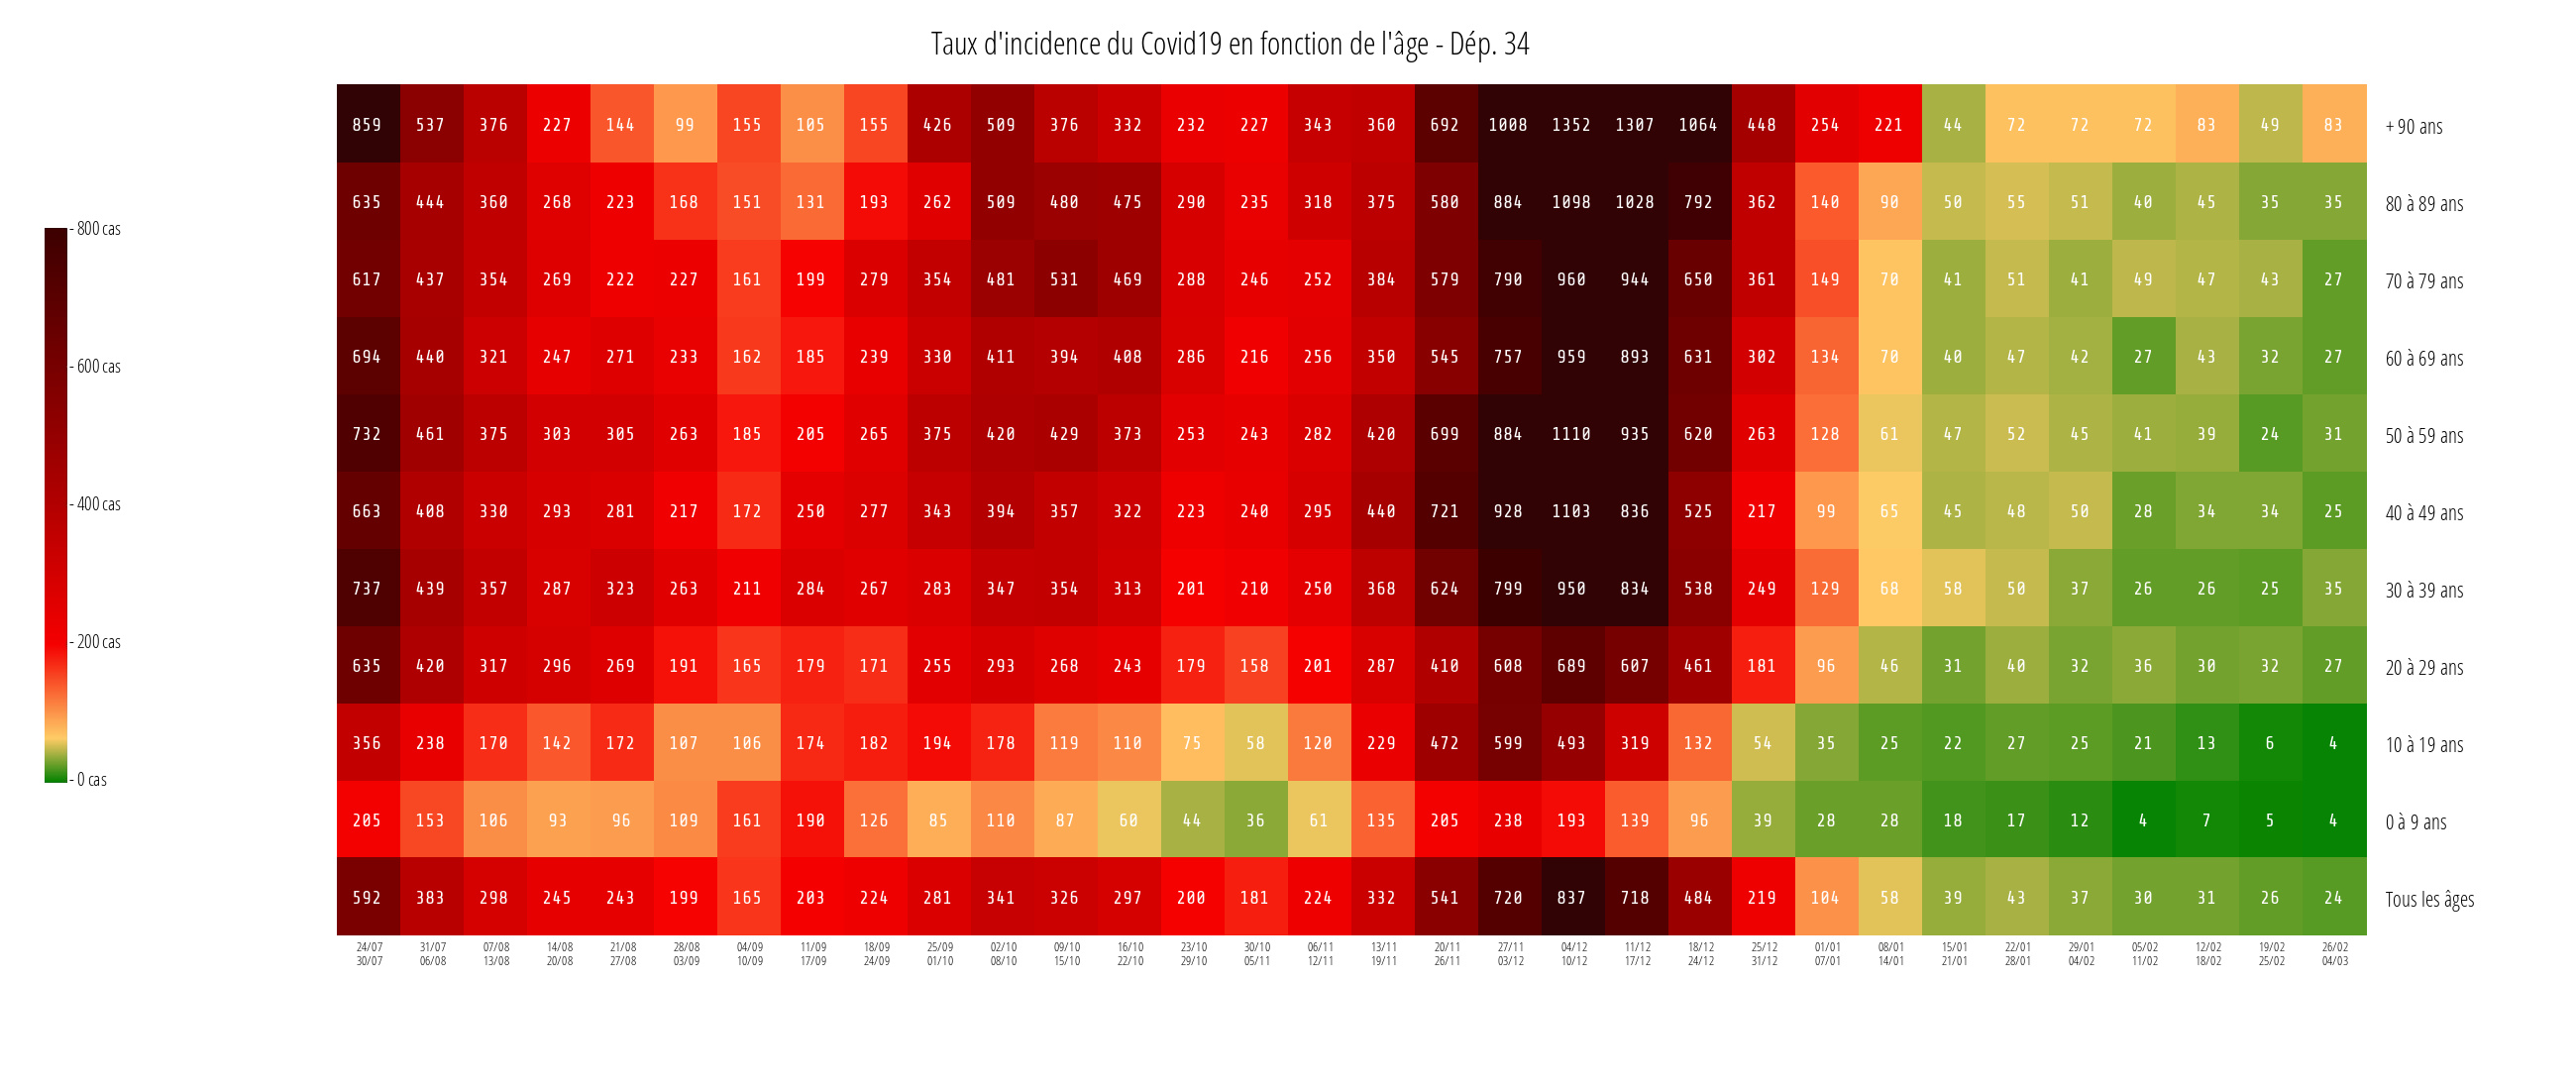 Taux d'incidence du Covid19 en fonction de l'âge - Dép. 34
859 537 376 227 144 99 155 105 155 426 509 376 332 232 227 343 360 692 1008 1352 1307 1064 448 254 221 44 72 72 72 83 49 83 + 90 ans
635 444 360 268 223 168 151 131 193 262 509 480 475 290 235 318 375 580 884 1098 1028 792 362 140 90 50 55 51 40 45 35 35 80 à 89 ans
- 800 cas
617 437 354 269 222 227 161 199 279 354 481 531 469 288 246 252 384 579 790 960 944 650 361 149 70 41 51 41 49 47 43 27 70 à 79 ans
694 440 321 247 271 233 162 185 239 330 411 394 408 286 216 256 350 545 757 959 893 631 302 134 70 40 47 42 27 43 32 27 60 à 69 ans
- 600 cas
732 461 375 303 305 263 185 205 265 375 420 429 373 253 243 282 420 699 884 1110 935 620 263 128 61 47 52 45 41 39 24 31 50 à 59 ans
- 400 cas
663 408 330 293 281 217 172 250 277 343 394 357 322 223 240 295 440 721 928 1103 836 525 217 99 65 45 48 50 28 34 34 25 40 à 49 ans
737 439 357 287 323 263 211 284 267 283 347 354 313 201 210 250 368 624 799 950 834 538 249 129 68 58 50 37 26 26 25 35 30 à 39 ans
- 200 cas
635 420 317 296 269 191 165 179 171 255 293 268 243 179 158 201 287 410 608 689 607 461 181 96 46 31 40 32 36 30 32 27 20 à 29 ans
356 238 170 142 172 107 106 174 182 194 178 119 110 75 58 120 229 472 599 493 319 132 54 35 25 22 27 25 21 13 6 4 10 à 19 ans
- 0 cas
205 153 106 93 96 109 161 190 126 85 110 87 60 44 36 61 135 205 238 193 139 96 39 28 28 18 17 12 4 7 5 4 0 à 9 ans
592 383 298 245 243 199 165 203 224 281 341 326 297 200 181 224 332 541 720 837 718 484 219 104 58 39 43 37 30 31 26 24 Tous les âges
24/07 31/07 07/08 14/08 21/08 28/08 04/09 11/09 18/09 25/09 02/10 09/10 16/10 23/10 30/10 06/11 13/11 20/11 27/11 04/12 11/12 18/12 25/12 01/01 08/01 15/01 22/01 29/01 05/02 12/02 19/02 26/02
30/07 06/08 13/08 20/08 27/08 03/09 10/09 17/09 24/09 01/10 08/10 15/10 22/10 29/10 05/11 12/11 19/11 26/11 03/12 10/12 17/12 24/12 31/12 07/01 14/01 21/01 28/01 04/02 11/02 18/02 25/02 04/03